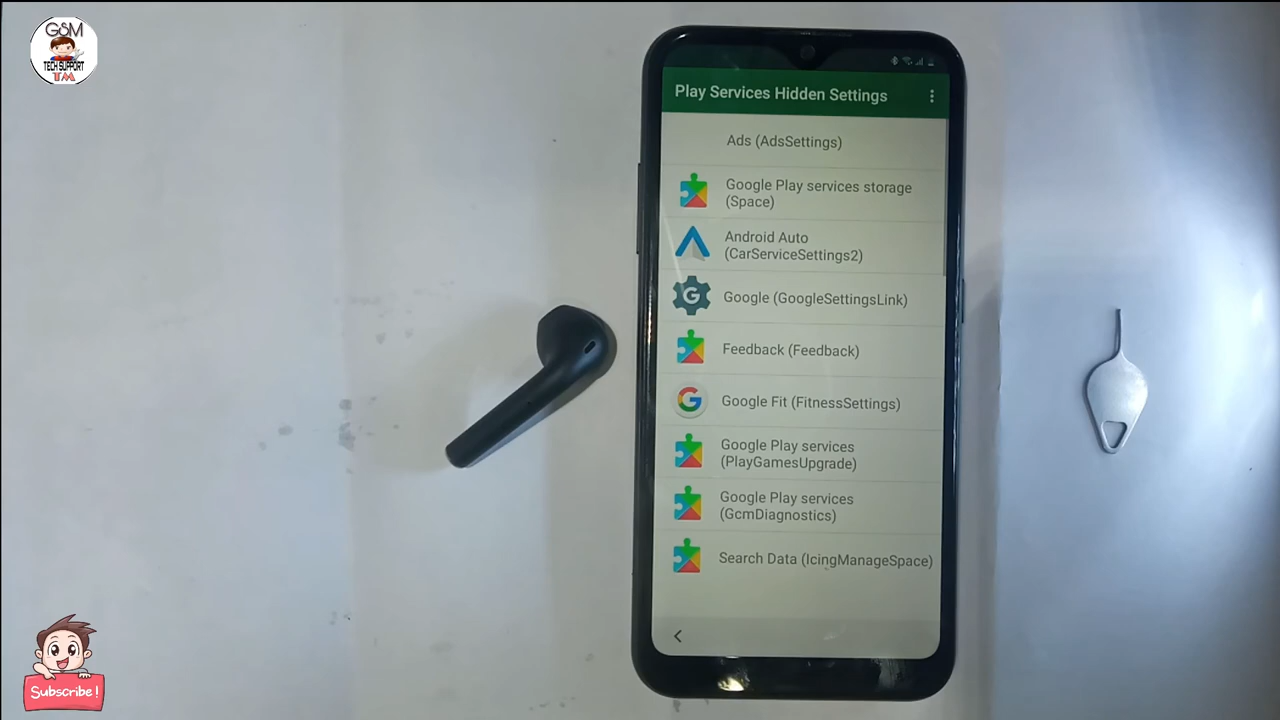 GSM
TECH SUPPORT
TM
Play Services Hidden Settings
Ads (AdsSettings)
Google Play services storage
(Space)
Android Auto
(CarServiceSettings2)
Google (GoogleSettingsLink)
Feedback (Feedback)
Google Fit (FitnessSettings)
Google Play services
(PlayGamesUpgrade)
Google Play services
(GcmDiagnostics)
Search Data (IcingManageSpace)
Subscribe!